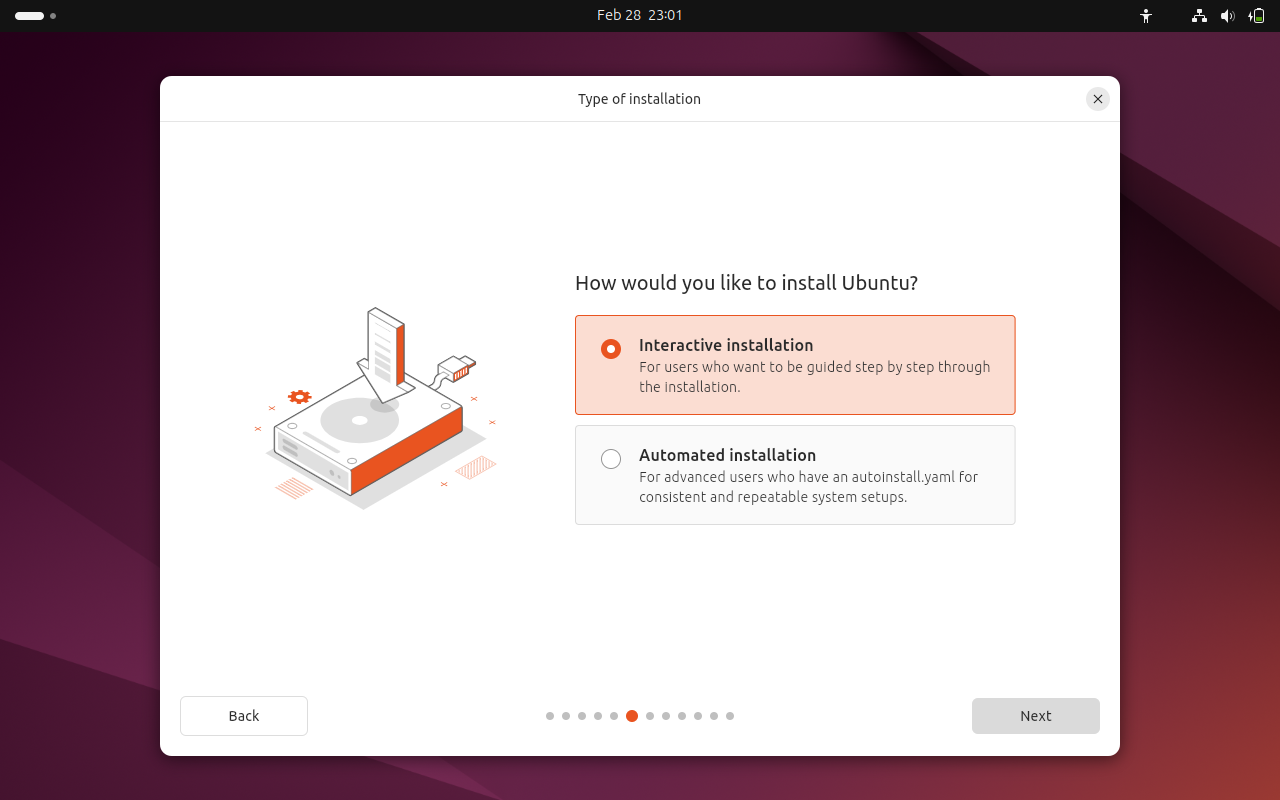 Feb 28 23:01
Type of installation
How would you like to install Ubuntu?
Interactive installation
For users who want to be guided step by step through
the installation.
Automated installation
For advanced users who have an autoinstall.yaml for
consistent and repeatable system setups.
Back
Next